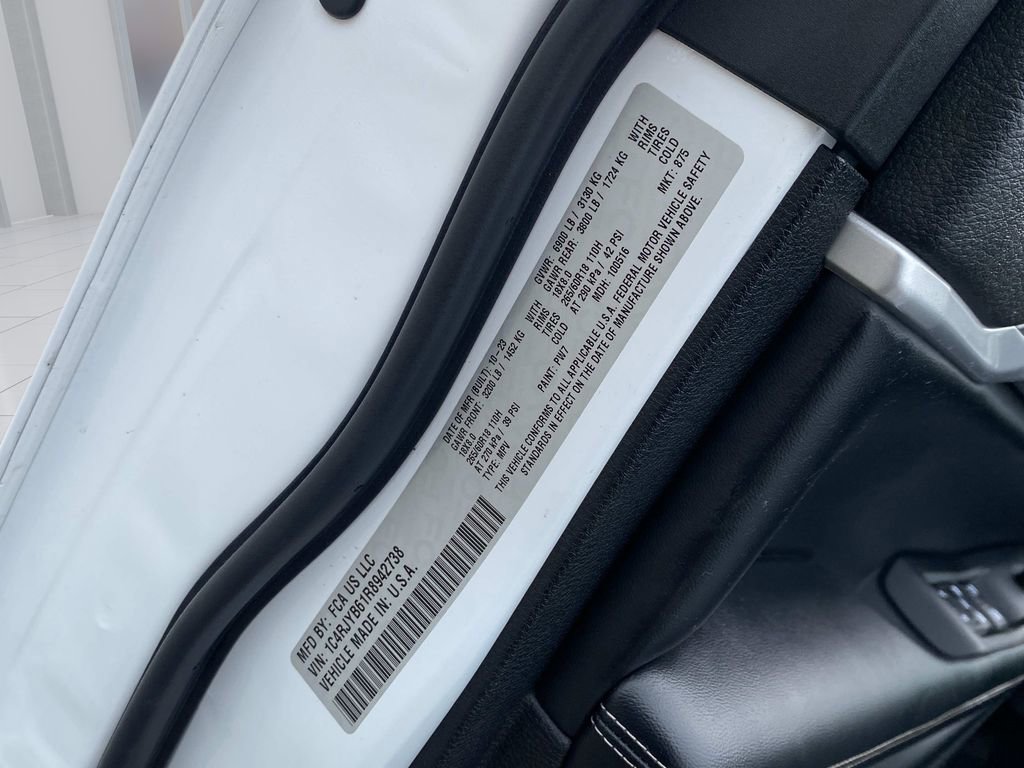 MFD BY: FCA US LLC
VIN: 1C4RJYB61R8942738
VEHICLE MADE IN: U.S.A.
DATE OF MFR (BUILT): 10-23
GAWR FRONT: 3200 LB / 1452 KG WITH
18X8.0 RIMS
265/60R18 110H TIRES
AT 270 kPa / 39 PSI COLD
TYPE: MPV PAINT: PW7
GVWR: 6900 LB / 3130 KG
GAWR REAR: 3800 LB / 1724 KG WITH
18X8.0 RIMS
265/60R18 110H TIRES
AT 290 kPa / 42 PSI COLD
MDH: 100516 MKT: 875
THIS VEHICLE CONFORMS TO ALL APPLICABLE U.S.A. FEDERAL MOTOR VEHICLE SAFETY
STANDARDS IN EFFECT ON THE DATE OF MANUFACTURE SHOWN ABOVE.